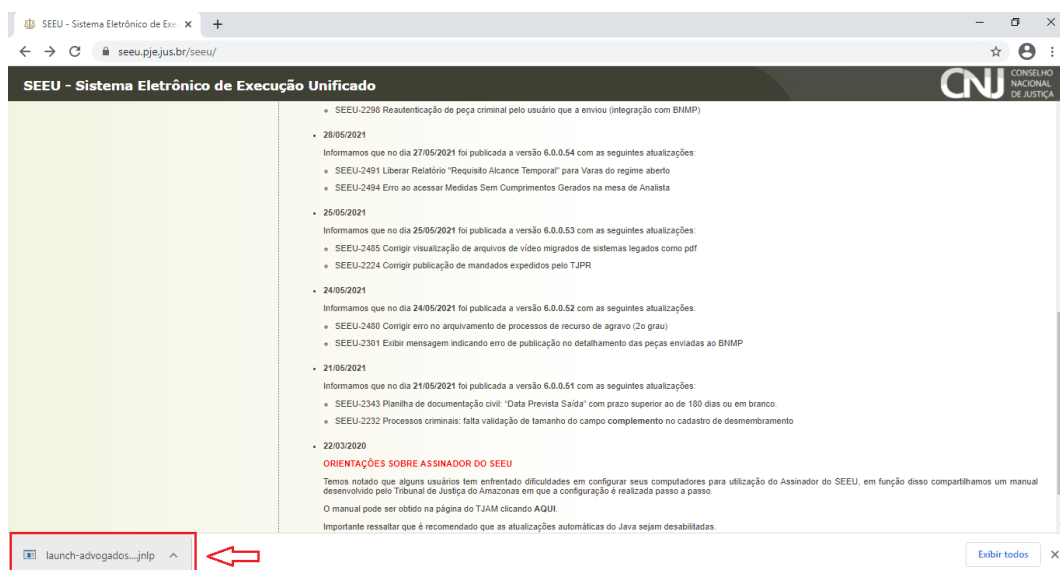 SEEU - Sistema Eletrônico de Exe
seeu.pje.jus.br/seeu/
SEEU - Sistema Eletrônico de Execução Unificado
CNJ CONSELHO
NACIONAL
DE JUSTIÇA
SEEU-2298 Reautenticação de peça criminal pelo usuário que a enviou (integração com BNMP)
28/05/2021
Informamos que no dia 27/05/2021 foi publicada a versão 6.0.0.54 com as seguintes atualizações:
SEEU-2491 Liberar Relatório "Requisito Alcance Temporal" para Varas do regime aberto
SEEU-2494 Erro ao acessar Medidas Sem Cumprimentos Gerados na mesa de Analista
25/05/2021
Informamos que no dia 25/05/2021 foi publicada a versão 6.0.0.53 com as seguintes atualizações:
SEEU-2485 Corrigir visualização de arquivos de vídeo migrados de sistemas legados como pdf
SEEU-2224 Corrigir publicação de mandados expedidos pelo TJPR
24/05/2021
Informamos que no dia 24/05/2021 foi publicada a versão 6.0.0.52 com as seguintes atualizações:
SEEU-2480 Corrigir erro no arquivamento de processos de recurso de agravo (2o grau)
SEEU-2301 Exibir mensagem indicando erro de publicação no detalhamento das peças enviadas ao BNMP
21/05/2021
Informamos que no dia 21/05/2021 foi publicada a versão 6.0.0.51 com as seguintes atualizações:
SEEU-2343 Planilha de documentação civil: “Data Prevista Saída” com prazo superior ao de 180 dias ou em branco.
SEEU-2232 Processos criminais: falta validação de tamanho do campo complemento no cadastro de desmembramento
22/03/2020
ORIENTAÇÕES SOBRE ASSINADOR DO SEEU
Temos notado que alguns usuários tem enfrentado dificuldades em configurar seus computadores para utilização do Assinador do SEEU, em função disso compartilhamos um manual
desenvolvido pelo Tribunal de Justiça do Amazonas em que a configuração é realizada passo a passo.
O manual pode ser obtido na página do TJAM clicando AQUI.
Importante ressaltar que é recomendado que as atualizações automáticas do Java sejam desabilitadas.
launch-advogados....jnlp
Exibir todos